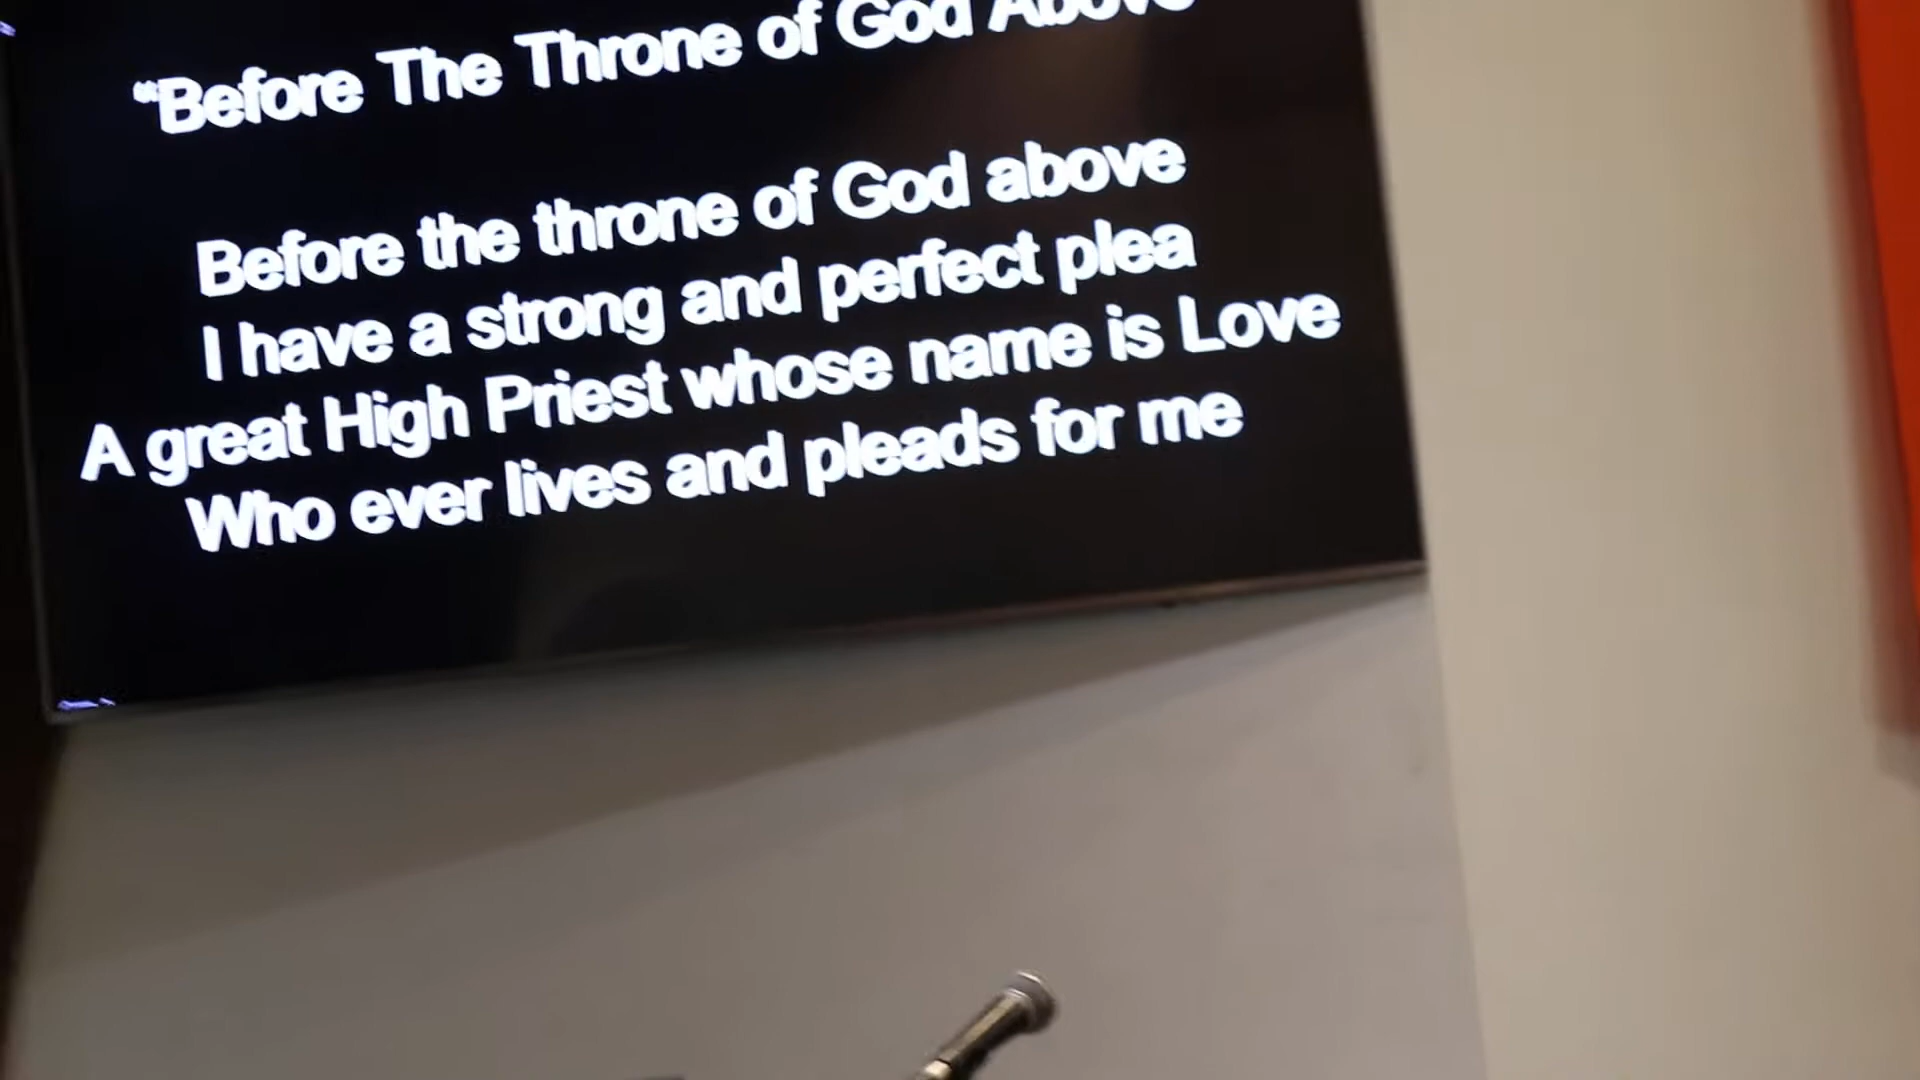 “Before The Throne of God Above
Before the throne of God above
I have a strong and perfect plea
A great High Priest whose name is Love
Who ever lives and pleads for me